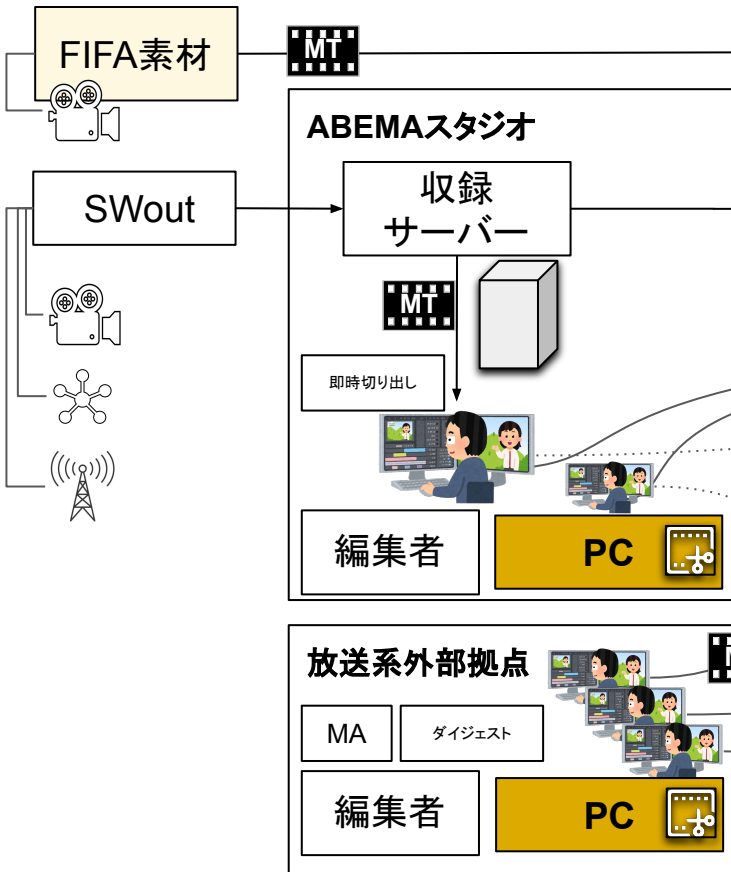 FIFA素材
MT
ABEMAスタジオ
SWout
収録
サーバー
MT
即時切り出し
編集者
PC
放送系外部拠点
MA
ダイジェスト
編集者
PC